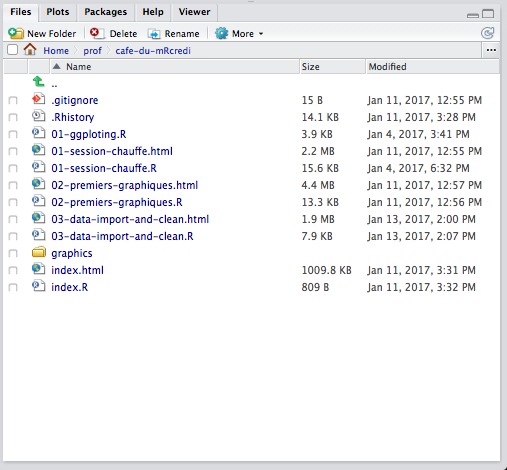 Files Plots Packages Help Viewer
New Folder Delete Rename More
Home prof cafe-du-mRcredi ...
Name Size Modified
..
.gitignore 15 B Jan 11, 2017, 12:55 PM
.Rhistory 14.1 KB Jan 11, 2017, 3:28 PM
01-ggploting.R 3.9 KB Jan 4, 2017, 3:41 PM
01-session-chauffe.html 2.2 MB Jan 11, 2017, 12:55 PM
01-session-chauffe.R 15.6 KB Jan 4, 2017, 6:32 PM
02-premiers-graphiques.html 4.4 MB Jan 11, 2017, 12:57 PM
02-premiers-graphiques.R 13.3 KB Jan 11, 2017, 12:56 PM
03-data-import-and-clean.html 1.9 MB Jan 13, 2017, 2:00 PM
03-data-import-and-clean.R 7.9 KB Jan 13, 2017, 2:07 PM
graphics
index.html 1009.8 KB Jan 11, 2017, 3:31 PM
index.R 809 B Jan 11, 2017, 3:32 PM